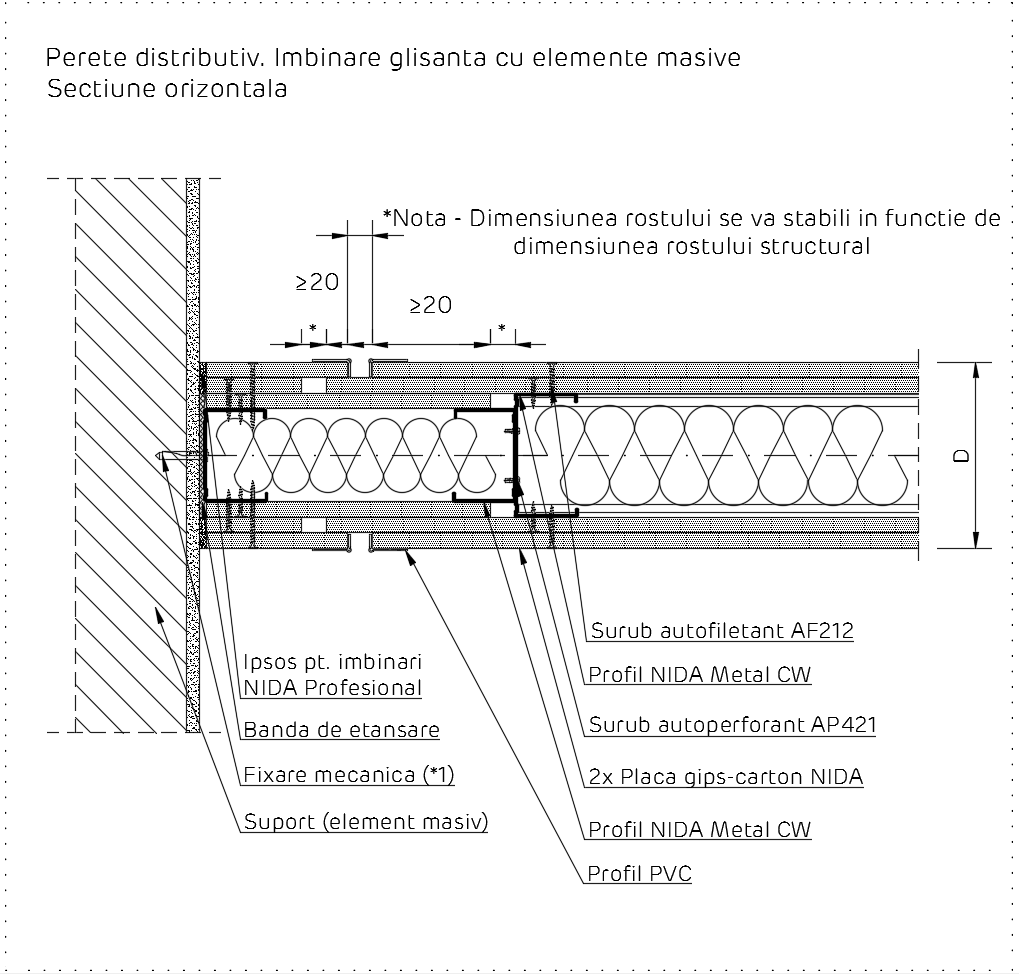 Perete distributiv. Imbinare glisanta cu elemente masive
Sectiune orizontala
*Nota - Dimensiunea rostului se va stabili in functie de
dimensiunea rostului structural
≥20
≥20
*
*
D
Surub autofiletant AF212
Ipsos pt. imbinari
NIDA Profesional
Profil NIDA Metal CW
Banda de etansare
Surub autoperforant AP421
Fixare mecanica (*1)
2x Placa gips-carton NIDA
Suport (element masiv)
Profil NIDA Metal CW
Profil PVC